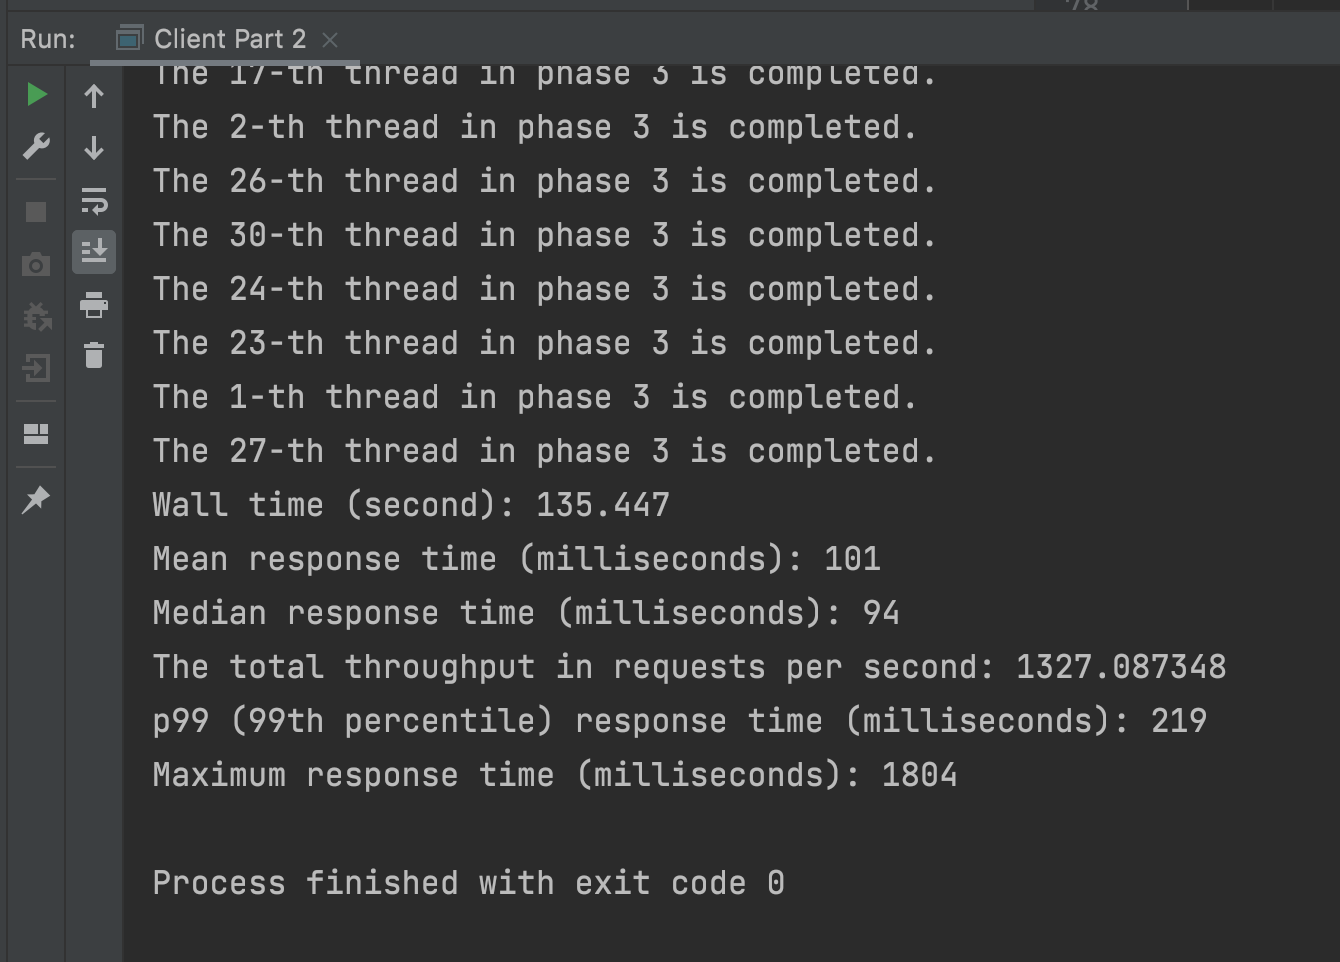 78
Run: Client Part 2
The 17-th thread in phase 3 is completed.
The 2-th thread in phase 3 is completed.
The 26-th thread in phase 3 is completed.
The 30-th thread in phase 3 is completed.
The 24-th thread in phase 3 is completed.
The 23-th thread in phase 3 is completed.
The 1-th thread in phase 3 is completed.
The 27-th thread in phase 3 is completed.
Wall time (second): 135.447
Mean response time (milliseconds): 101
Median response time (milliseconds): 94
The total throughput in requests per second: 1327.087348
p99 (99th percentile) response time (milliseconds): 219
Maximum response time (milliseconds): 1804
Process finished with exit code 0